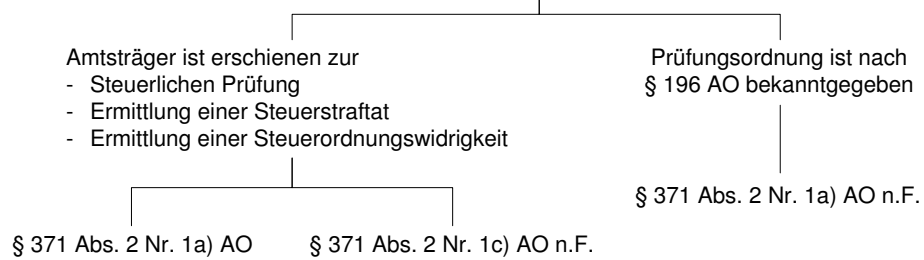 Amtsträger ist erschienen zur
- Steuerlichen Prüfung
- Ermittlung einer Steuerstraftat
- Ermittlung einer Steuerordnungswidrigkeit
Prüfungsordnung ist nach
§ 196 AO bekanntgegeben
§ 371 Abs. 2 Nr. 1a) AO
§ 371 Abs. 2 Nr. 1c) AO n.F.
§ 371 Abs. 2 Nr. 1a) AO n.F.